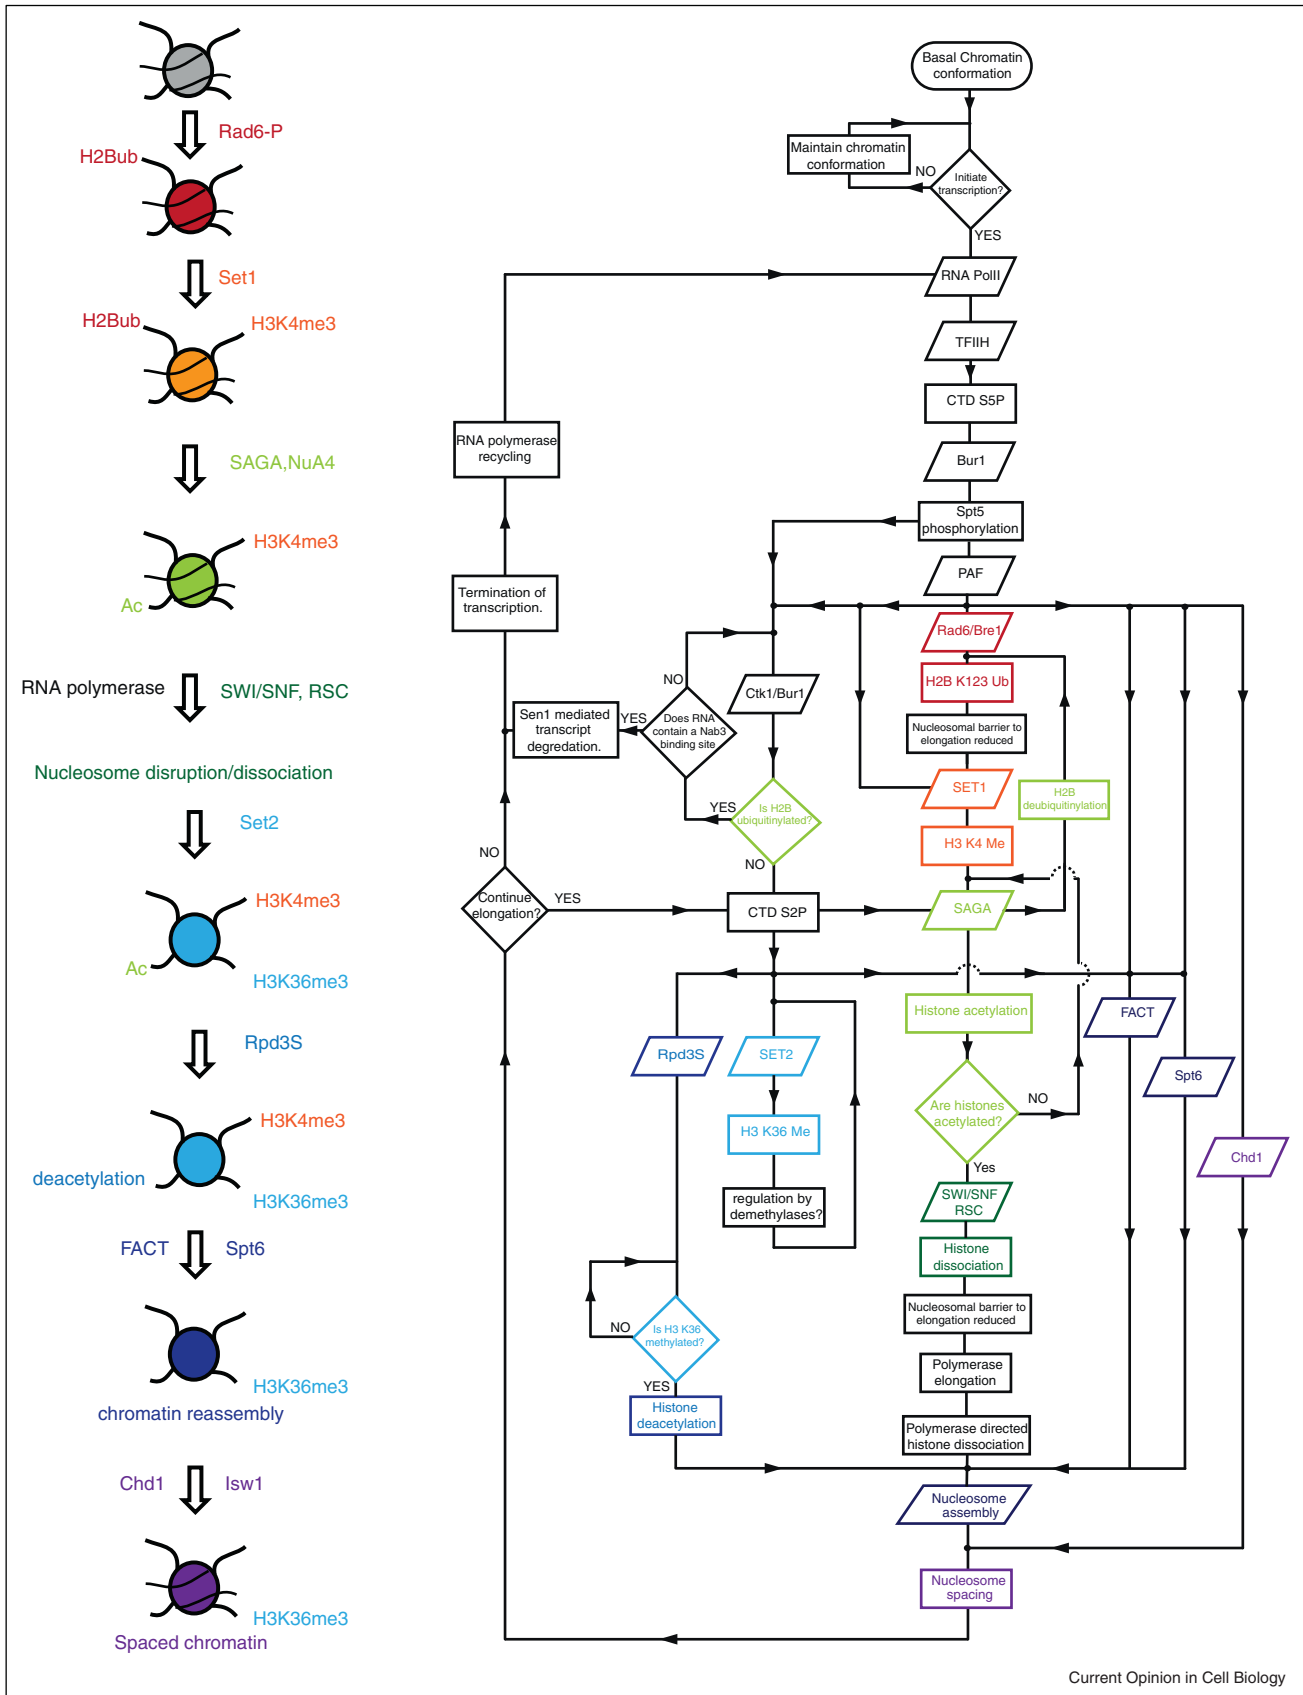 Rad6-P
H2Bub
Set1
H2Bub
H3K4me3
SAGA,NuA4
H3K4me3
Ac
RNA polymerase
SWI/SNF, RSC
Nucleosome disruption/dissociation
Set2
H3K4me3
Ac
H3K36me3
Rpd3S
H3K4me3
deacetylation
H3K36me3
FACT
Spt6
H3K36me3
chromatin reassembly
Chd1
Isw1
H3K36me3
Spaced chromatin
Basal Chromatin
conformation
Maintain chromatin
conformation
NO
Initiate
transcription?
YES
RNA PolII
TFIIH
CTD S5P
RNA polymerase
recycling
Bur1
Spt5
phosphorylation
PAF
Termination of
transcription.
Rad6/Bre1
NO
Ctk1/Bur1
H2B K123 Ub
Sen1 mediated
transcript
degredation.
YES
Does RNA
contain a Nab3
binding site
Nucleosomal barrier to
elongation reduced
SET1
H2B
deubiquitinylation
YES
Is H2B
ubiquitinylated?
H3 K4 Me
NO
NO
Continue
elongation?
YES
CTD S2P
SAGA
Histone acetylation
FACT
Rpd3S
SET2
Spt6
Are histones
acetylated?
NO
H3 K36 Me
Chd1
Yes
regulation by
demethylases?
SWI/SNF
RSC
Histone
dissociation
Nucleosomal barrier to
elongation reduced
NO
Is H3 K36
methylated?
Polymerase
elongation
YES
Histone
deacetylation
Polymerase directed
histone dissociation
Nucleosome
assembly
Nucleosome
spacing
Current Opinion in Cell Biology